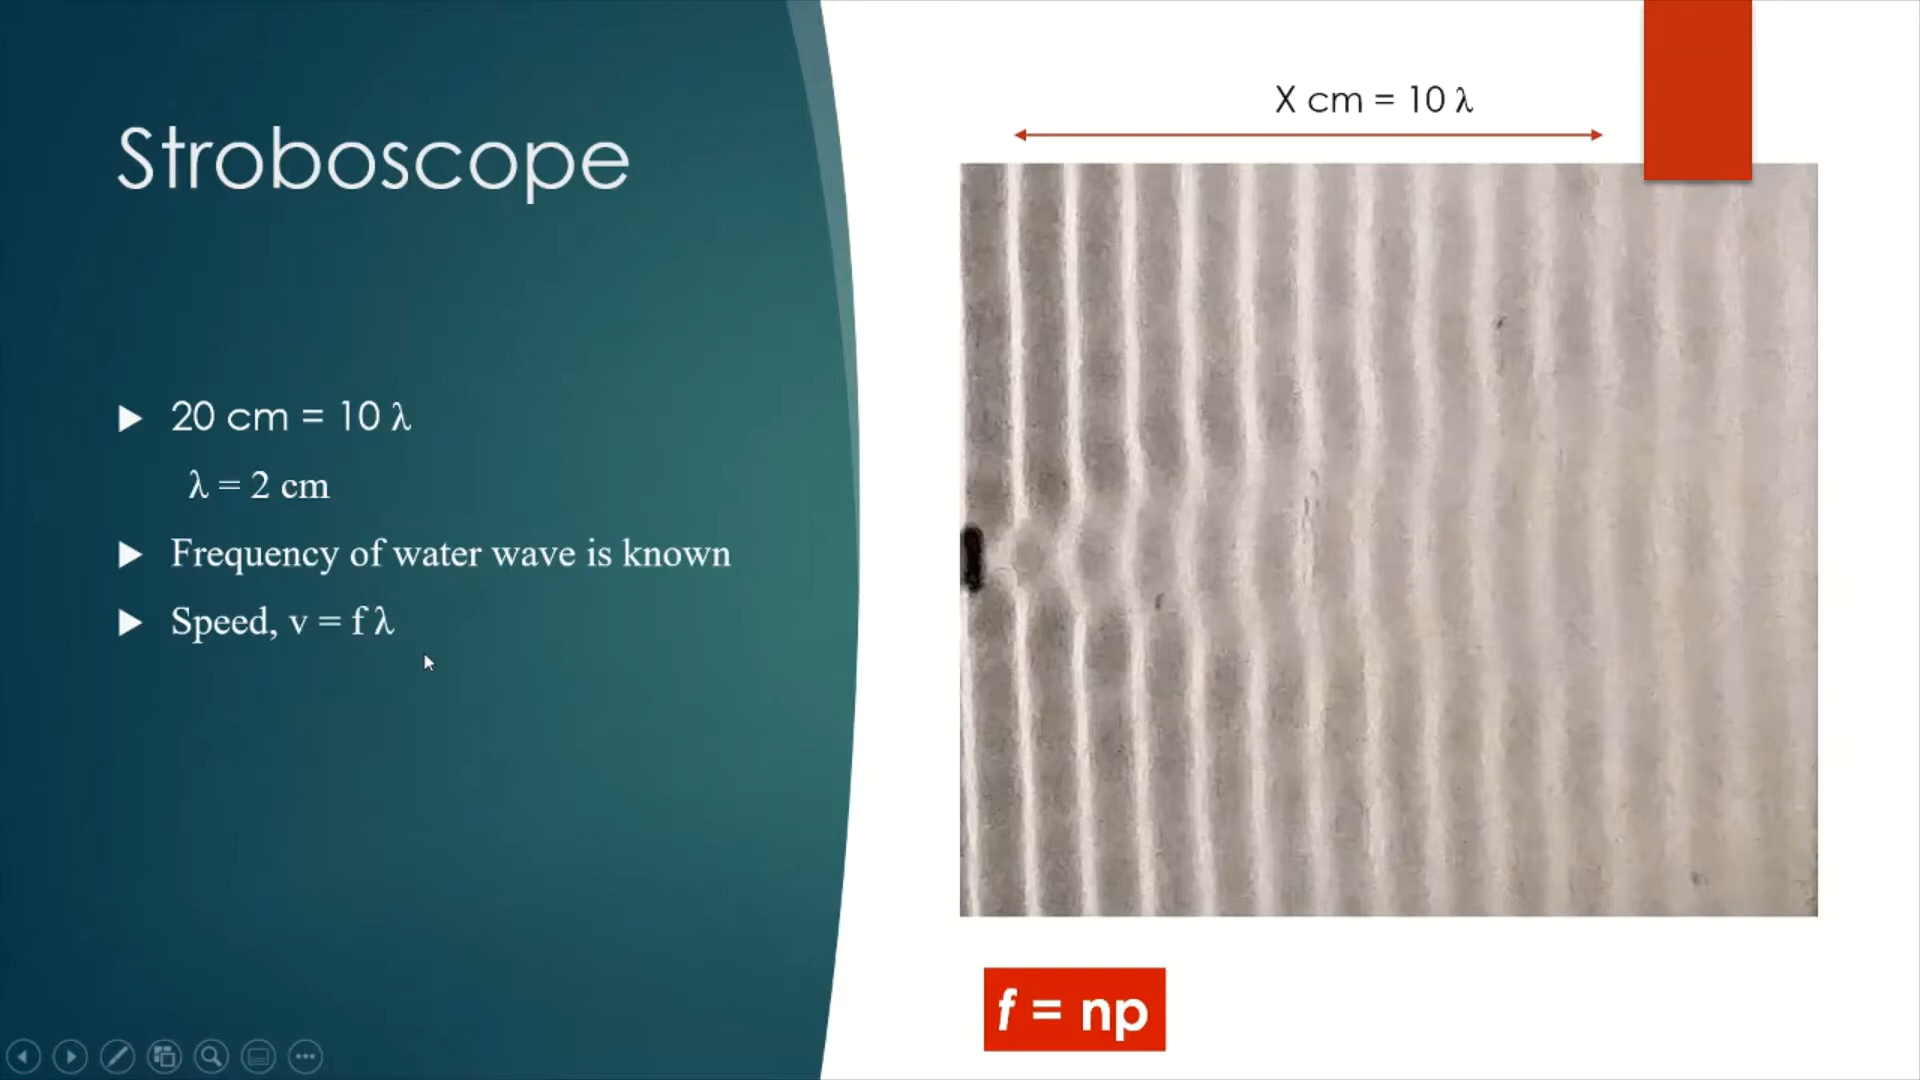 Stroboscope
20 cm = 10 λ
λ = 2 cm
Frequency of water wave is known
Speed, v = f λ
X cm = 10 λ
f = np